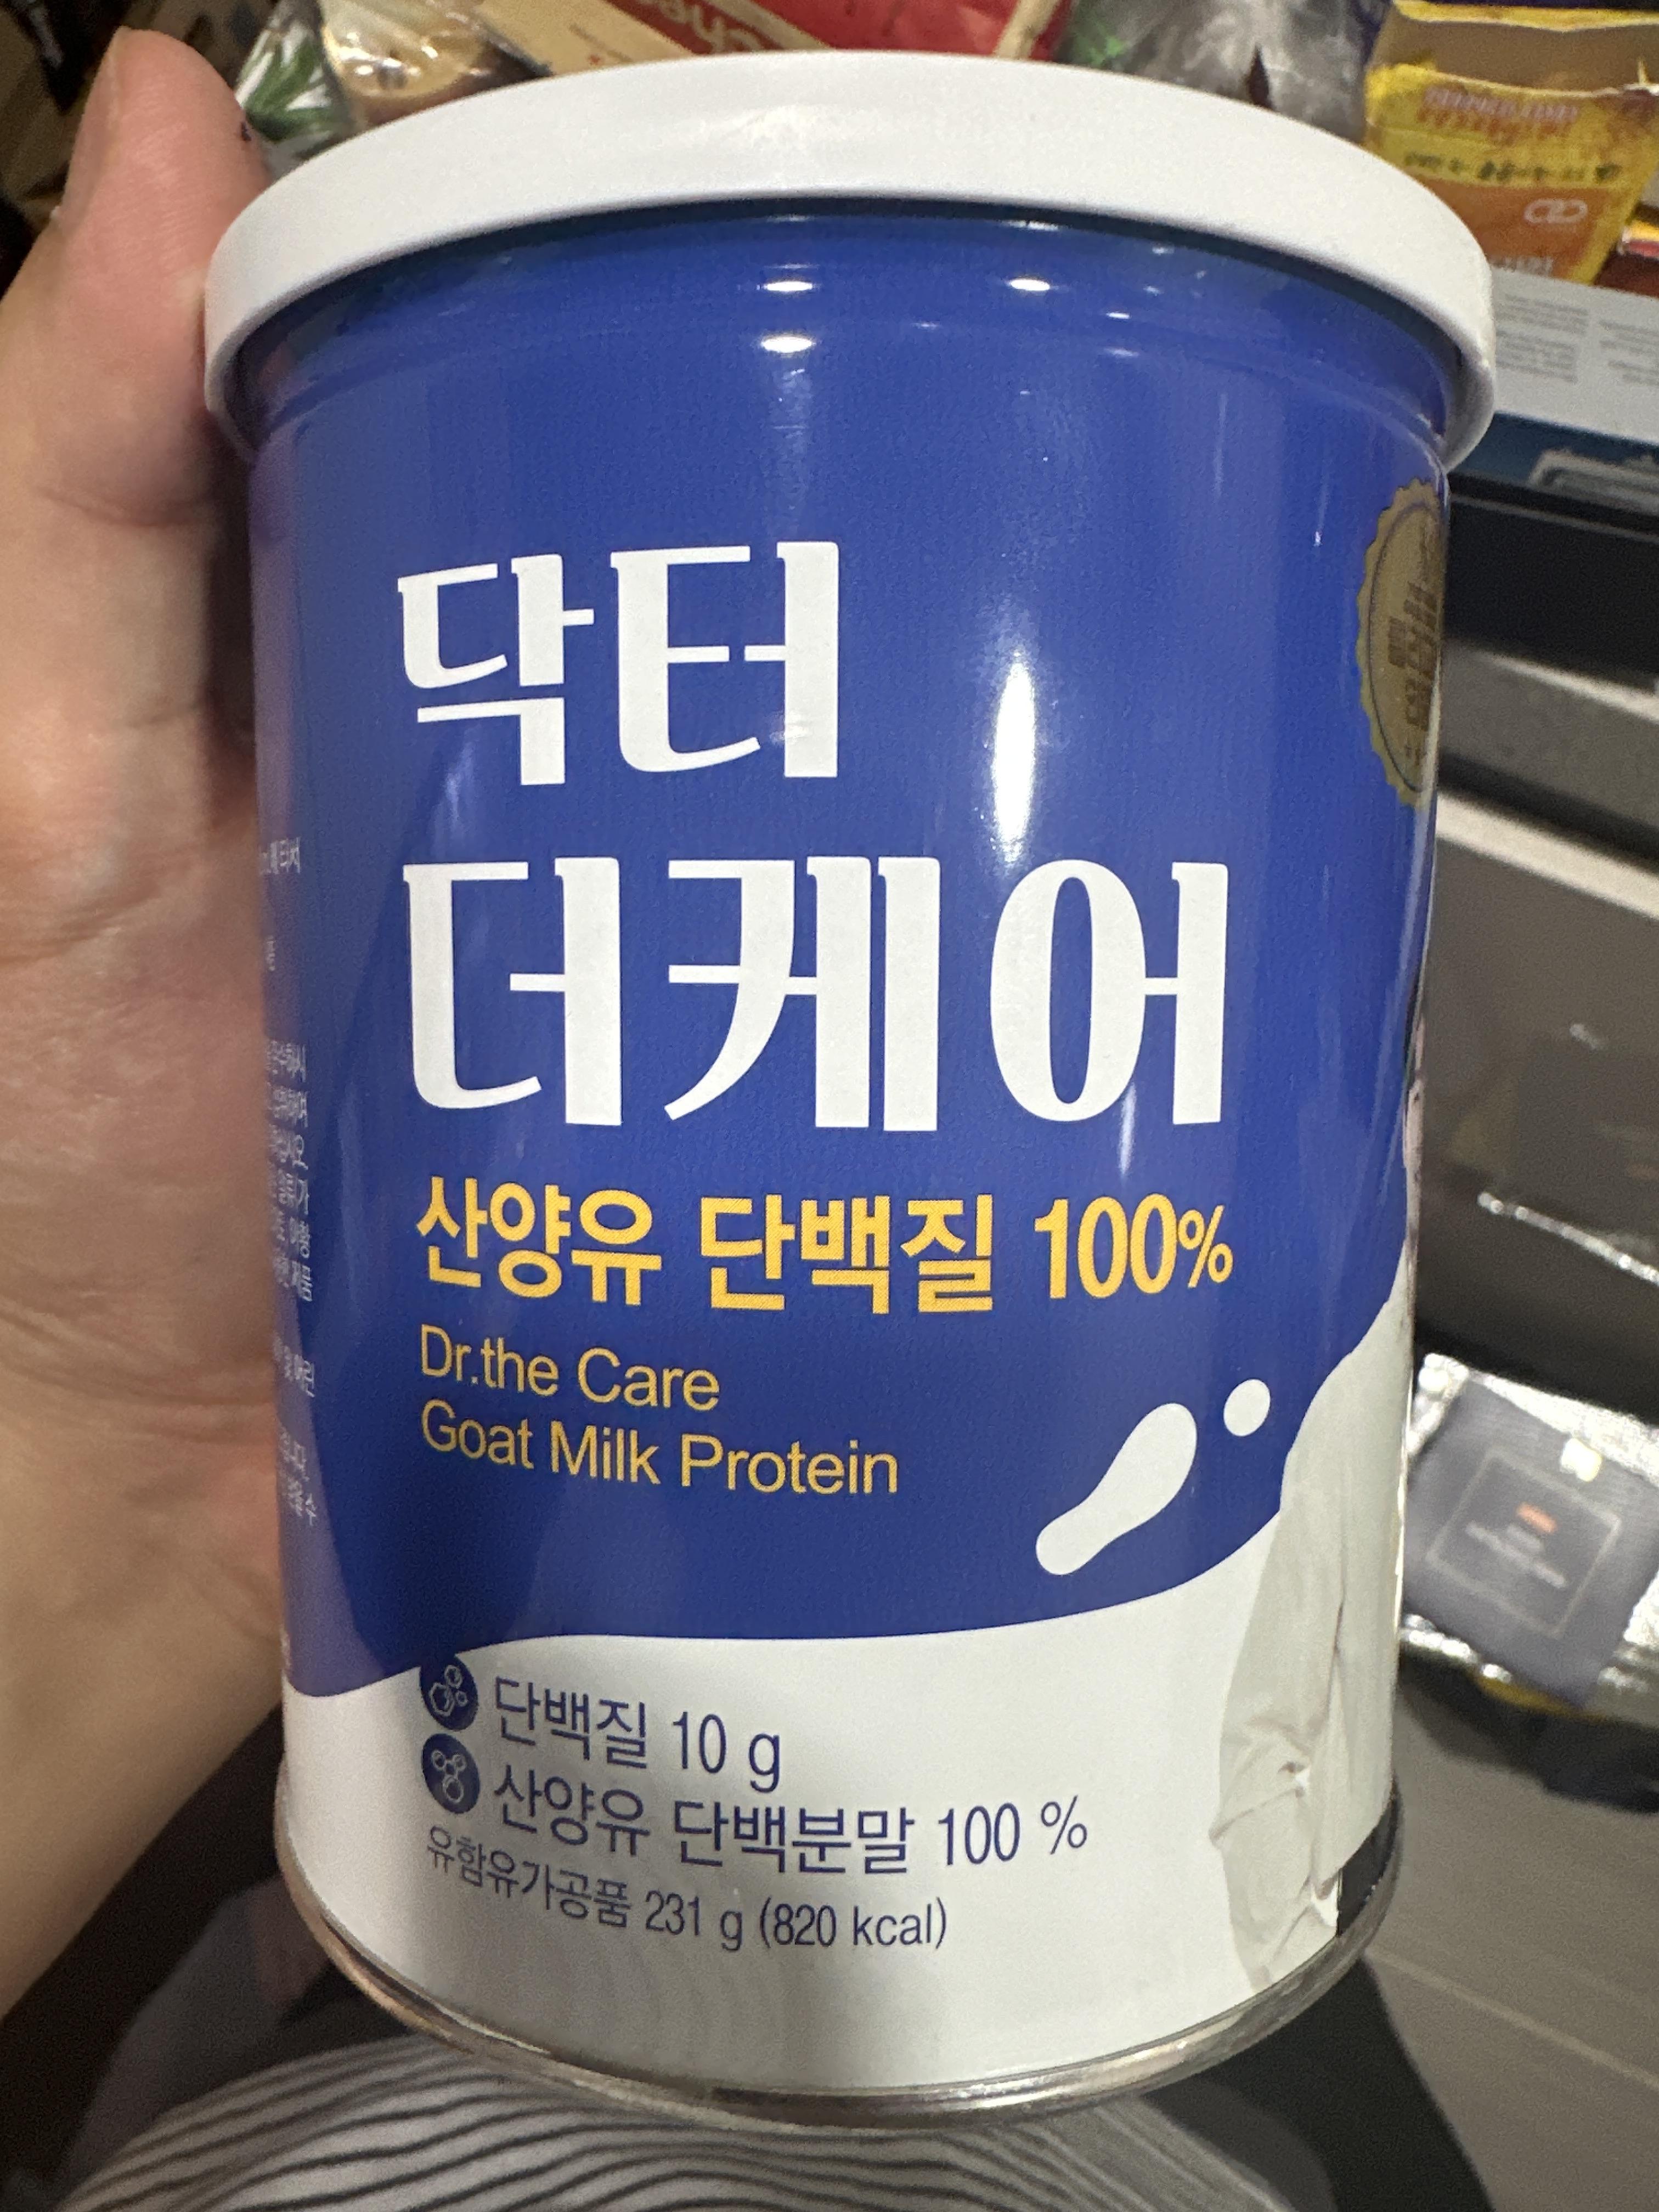 닥터
더케어
산양유 단백질 100%
Dr.the Care
Goat Milk Protein
단백질 10 g
산양유 단백분말 100 %
유함유가공품 231 g (820 kcal)